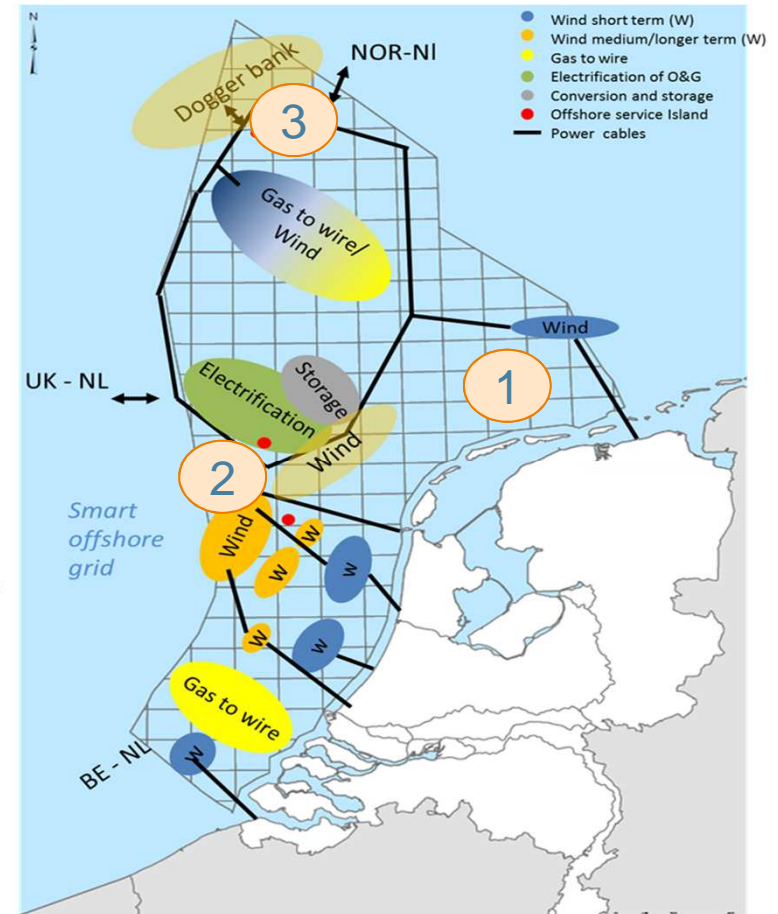 N
Wind short term (W)
Wind medium/longer term (W)
Gas to wire
Electrification of O&G
Conversion and storage
Offshore service Island
Power cables
NOR-Nl
Dogger bank
3
Gas to wire/
Wind
Wind
1
UK - NL
Electrification
Storage
Wind
2
Smart
offshore
grid
Wind
W
W
W
W
W
Gas to wire
W
BE - NL